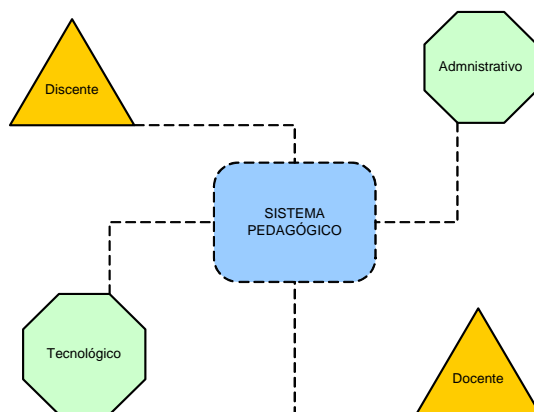 Admnistrativo
Discente
SISTEMA
PEDAGÓGICO
Tecnológico
Docente